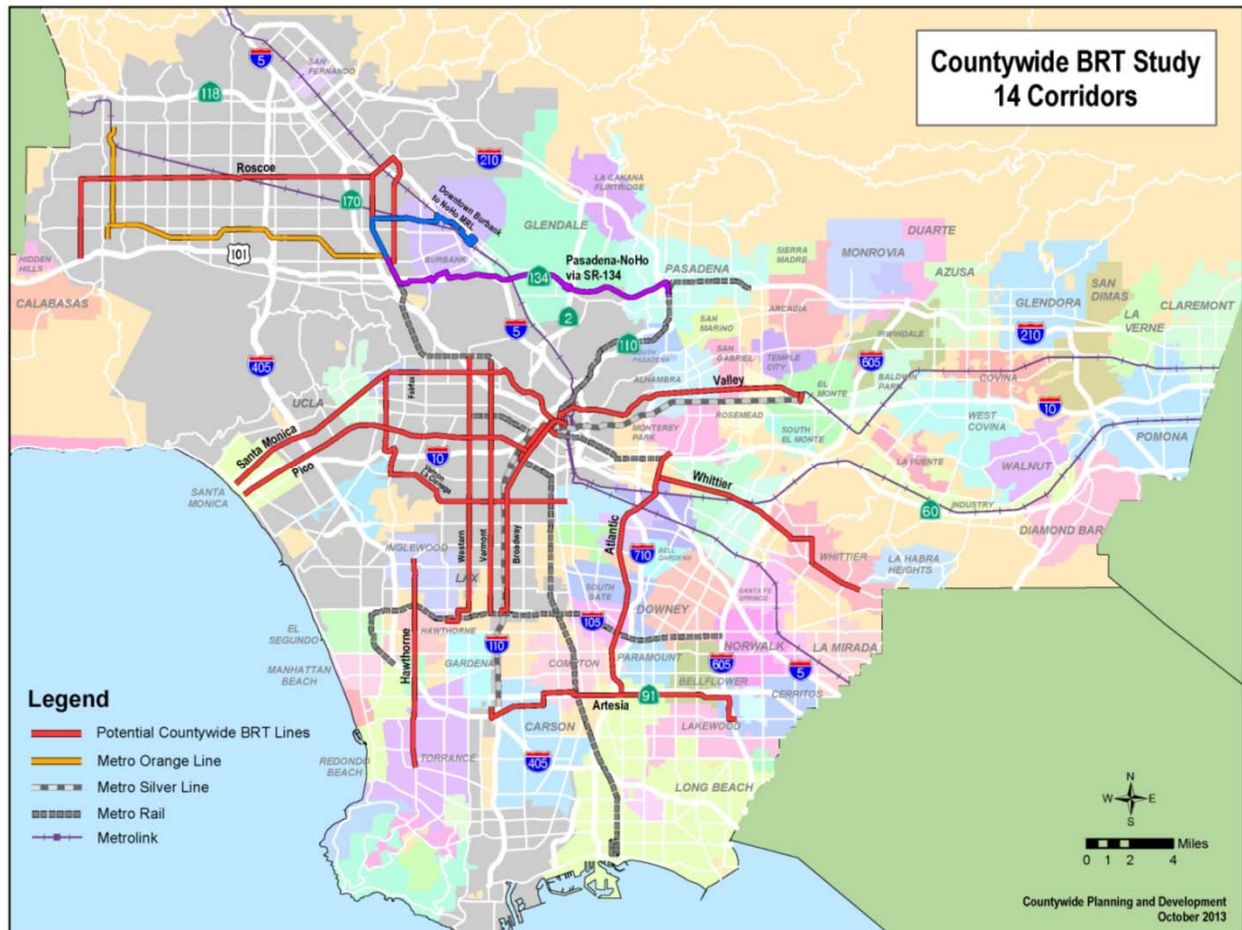 Countywide BRT Study
14 Corridors
5
SAN
FERNANDO
118
210
Roscoe
170
Downtown Burbank
to NoHo MRL
LA CANANA
FLINTRIDGE
GLENDALE
DUARTE
MONROVIA
SIERRA
MADRE
AZUSA
SAN
DIMAS
GLENDORA
CLAREMONT
LA
VERNE
101
HIDDEN
HILLS
CALABASAS
BURBANK
Pasadena-NoHo
via SR-134
134
PASADENA
ARCADIA
2
5
110
SAN
MARINO
SOUTH
PASADENA
SAN
GABRIEL
TEMPLE
CITY
IRWINDALE
605
210
405
UCLA
Fairfax
ALHAMBRA
Valley
EL
MONTE
BALDWIN
PARK
COVINA
10
ROSEMEAD
MONTEREY
PARK
SOUTH
EL MONTE
WEST
COVINA
POMONA
Santa Monica
Pico
SANTA
MONICA
10
Vernon
La Cienega
LA PUENTE
WALNUT
Whittier
60
INDUSTRY
DIAMOND BAR
INGLEWOOD
Western
Vermont
Broadway
Atlantic
710
BELL
GARDENS
WHITTIER
LA HABRA
HEIGHTS
LAX
SOUTH
GATE
DOWNEY
SANTA FE
SPRINGS
EL
SEGUNDO
HAWTHORNE
105
110
GARDENA
COMPTON
PARAMOUNT
NORWALK
LA MIRADA
MANHATTAN
BEACH
Hawthorne
605
5
BELLFLOWER
CERRITOS
91
Artesia
CARSON
LAKEWOOD
405
REDONDO
BEACH
TORRANCE
LONG BEACH
Legend
Potential Countywide BRT Lines
Metro Orange Line
Metro Silver Line
Metro Rail
Metrolink
N
W E
S
Miles
0 1 2 4
Countywide Planning and Development
October 2013